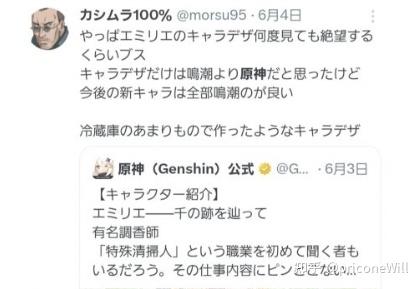 カシムラ100% @morsu95・6月4日
やっぱエミリエのキャラデザ何度見ても絶望する
くらいブス
キャラデザだけは鳴潮より原神だと思ったけど
今後の新キャラは全部鳴潮のが良い
冷蔵庫のあまりもので作ったようなキャラデザ
原神（Genshin）公式 @G...・6月3日
【キャラクター紹介】
エミリエ——千の跡を辿って
有名調香師
「特殊清掃人」という職業を初めて聞く者も
いるだろう。その仕事内容にピンとこない...
知乎 @oriconeWill